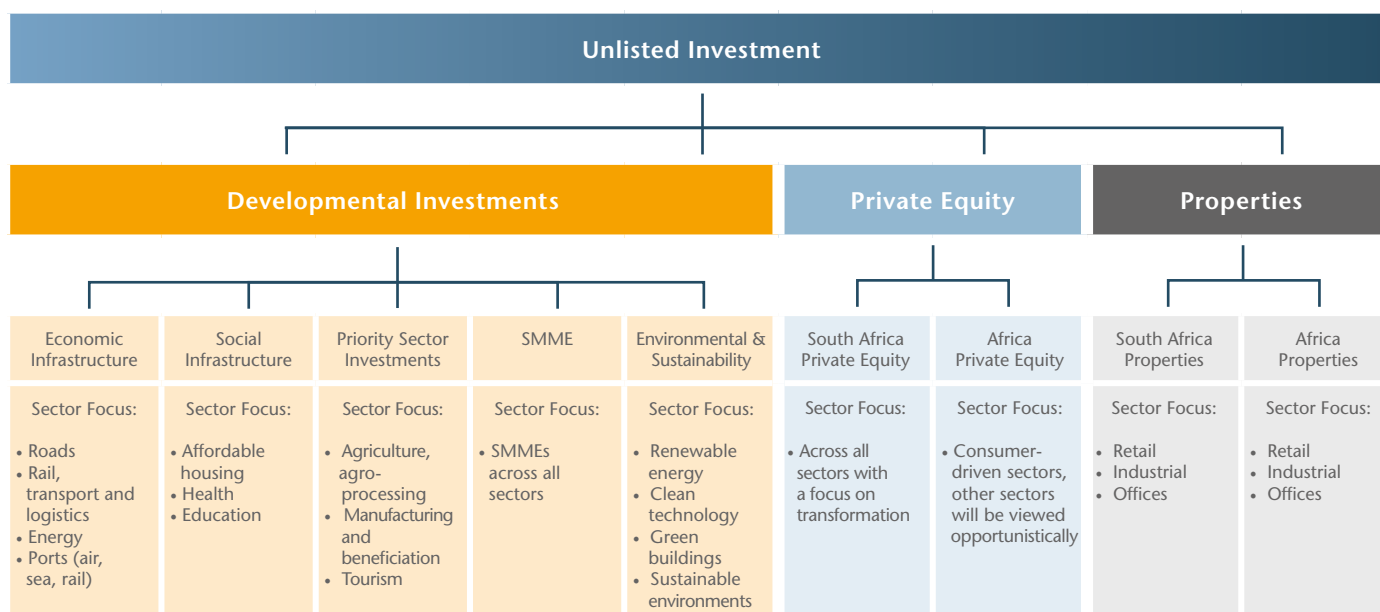 Unlisted Investment
Developmental Investments
Private Equity
Properties
Economic
Infrastructure
Social
Infrastructure
Priority Sector
Investments
SMME
Environmental &
Sustainability
South Africa
Private Equity
Africa
Private Equity
South Africa
Properties
Africa
Properties
Sector Focus:
• Roads
• Rail,
transport and
logistics
• Energy
• Ports (air,
sea, rail)
Sector Focus:
• Affordable
housing
• Health
• Education
Sector Focus:
• Agriculture,
agro-
processing
• Manufacturing
and
beneficiation
• Tourism
Sector Focus:
• SMMEs
across all
sectors
Sector Focus:
• Renewable
energy
• Clean
technology
• Green
buildings
• Sustainable
environments
Sector Focus:
• Across all
sectors with
a focus on
transformation
Sector Focus:
• Consumer-
driven sectors,
other sectors
will be viewed
opportunistically
Sector Focus:
• Retail
• Industrial
• Offices
Sector Focus:
• Retail
• Industrial
• Offices